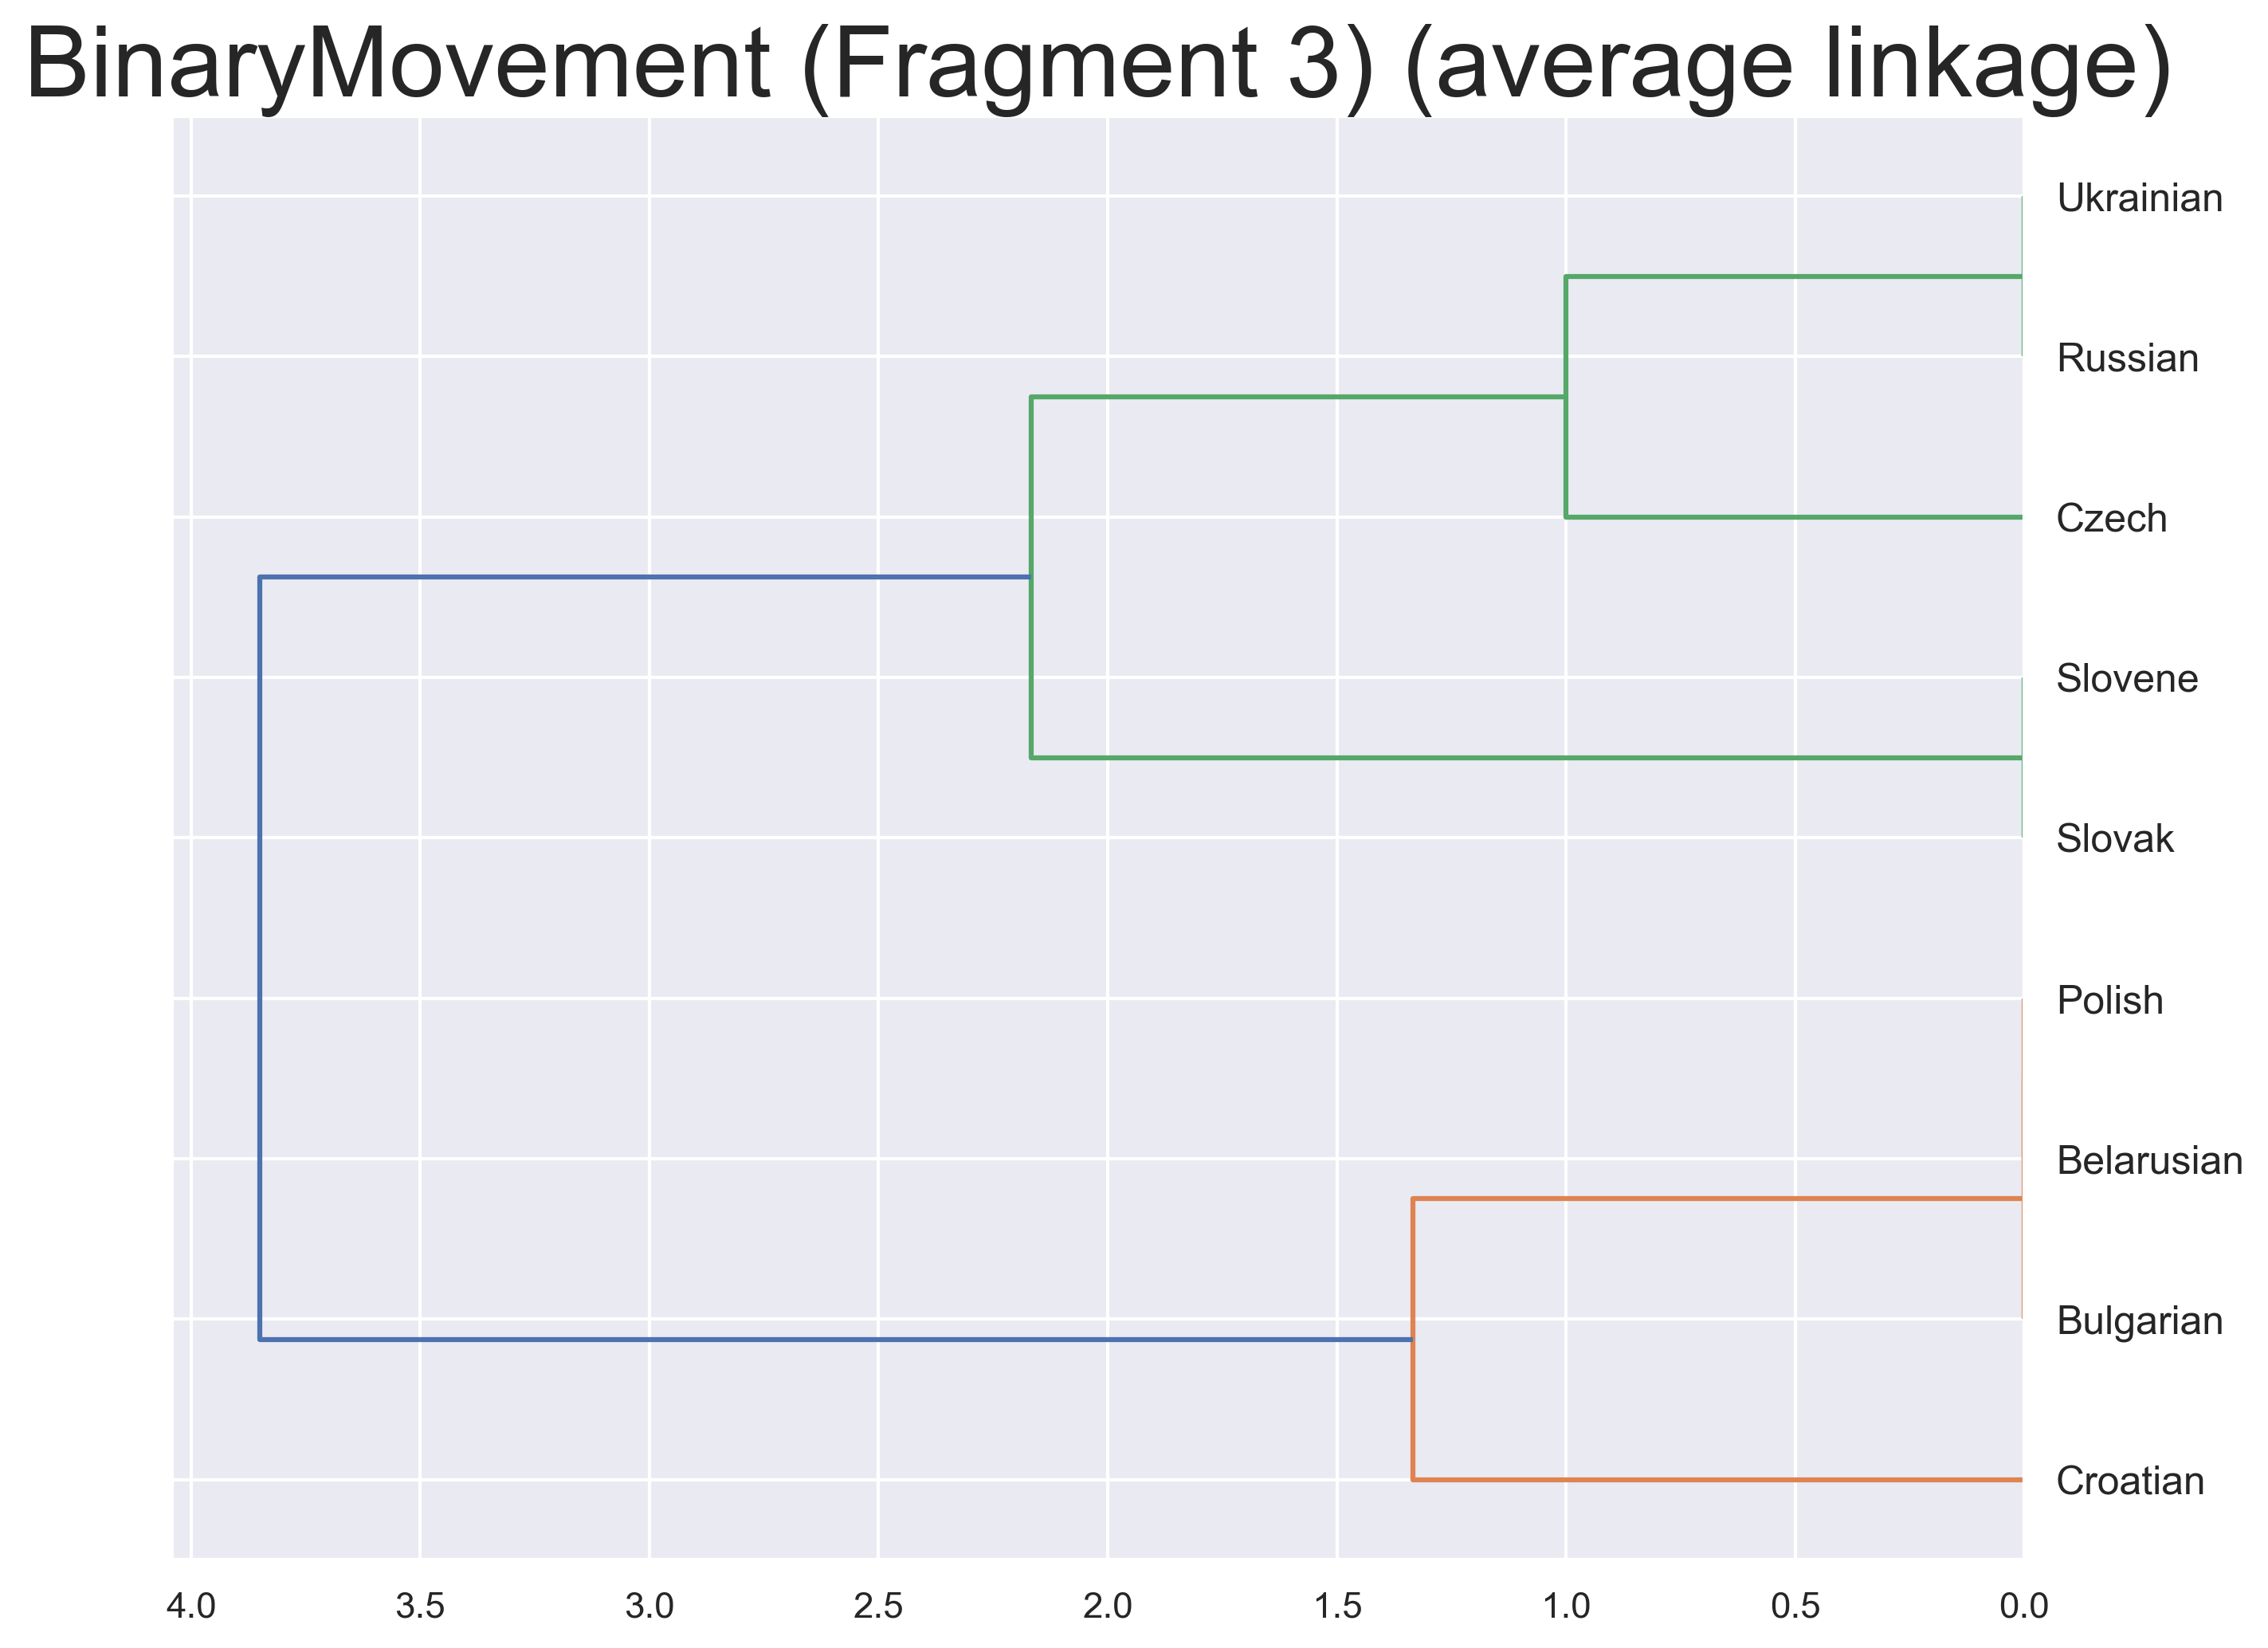 BinaryMovement (Fragment 3) (average linkage)
Ukrainian
Russian
Czech
Slovene
Slovak
Polish
Belarusian
Bulgarian
Croatian
4.0 3.5 3.0 2.5 2.0 1.5 1.0 0.5 0.0